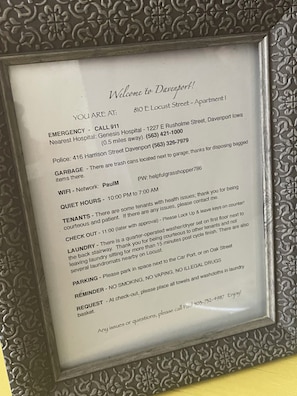 Welcome to Davenport!
YOU ARE AT: 810 E Locust Street - Apartment 1
EMERGENCY - CALL 911
Nearest Hospital: Genesis Hospital - 1227 E Rusholme Street, Davenport Iowa
(0.5 miles away). (563) 421-1000
Police: 416 Harrison Street Davenport (563) 326-7979
GARBAGE - There are trash cans located next to garage; thanks for disposing bagged
items there.
WIFI - Network PaulM PW: helpfulgrasshopper786
QUIET HOURS - 10:00 PM to 7:00 AM
TENANTS - There are some tenants with health issues; thank you for being
courteous and patient. If there are any issues, please contact me.
CHECK OUT - 11:00 (later with approval) - Please Lock Up & leave keys on counter!
LAUNDRY - There is a quarter-operated washer/dryer set on first floor next to
the back stairway. Thank you for being courteous to other tenants and not
leaving laundry sitting for more than 15 minutes post cycle finish. There are also
several laundromats nearby on Locust.
PARKING - Please park in space next to the Car Port, or on Oak Street
REMINDER - NO SMOKING, NO VAPING, NO ILLEGAL DRUGS
REQUEST - At check-out, please place all towels and washcloths in laundry
basket.
Any issues or questions, please call Enjoy!